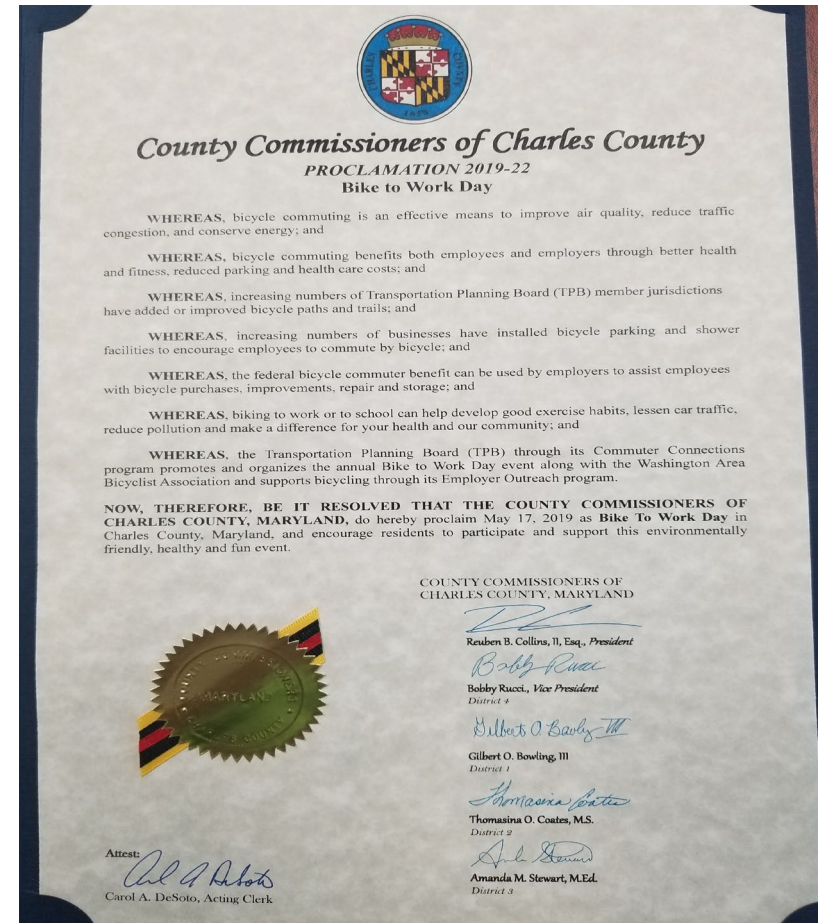 CHARLES COUNTY
1658
County Commissioners of Charles County
PROCLAMATION 2019-22
Bike to Work Day
WHEREAS, bicycle commuting is an effective means to improve air quality, reduce traffic
congestion, and conserve energy; and
WHEREAS, bicycle commuting benefits both employees and employers through better health
and fitness, reduced parking and health care costs; and
WHEREAS, increasing numbers of Transportation Planning Board (TPB) member jurisdictions
have added or improved bicycle paths and trails; and
WHEREAS, increasing numbers of businesses have installed bicycle parking and shower
facilities to encourage employees to commute by bicycle; and
WHEREAS, the federal bicycle commuter benefit can be used by employers to assist employees
with bicycle purchases, improvements, repair and storage; and
WHEREAS, biking to work or to school can help develop good exercise habits, lessen car traffic,
reduce pollution and make a difference for your health and our community; and
WHEREAS, the Transportation Planning Board (TPB) through its Commuter Connections
program promotes and organizes the annual Bike to Work Day event along with the Washington Area
Bicyclist Association and supports bicycling through its Employer Outreach program.
NOW, THEREFORE, BE IT RESOLVED THAT THE COUNTY COMMISSIONERS OF
CHARLES COUNTY, MARYLAND, do hereby proclaim May 17, 2019 as Bike To Work Day in
Charles County, Maryland, and encourage residents to participate and support this environmentally
friendly, healthy and fun event.
COUNTY COMMISSIONERS OF
CHARLES COUNTY, MARYLAND
Reuben B. Collins, II, Esq., President
Bobby Rucci
Bobby Rucci., Vice President
District 4
Gilbert O Bowling III
Gilbert O. Bowling, III
District 1
Thomasina Coates
Thomasina O. Coates, M.S.
District 2
Amanda M. Stewart, M.Ed.
District 3
COUNTY COMMISSIONERS
MARYLAND
CHARLES COUNTY
Attest:
Carol A DeSoto
Carol A. DeSoto, Acting Clerk